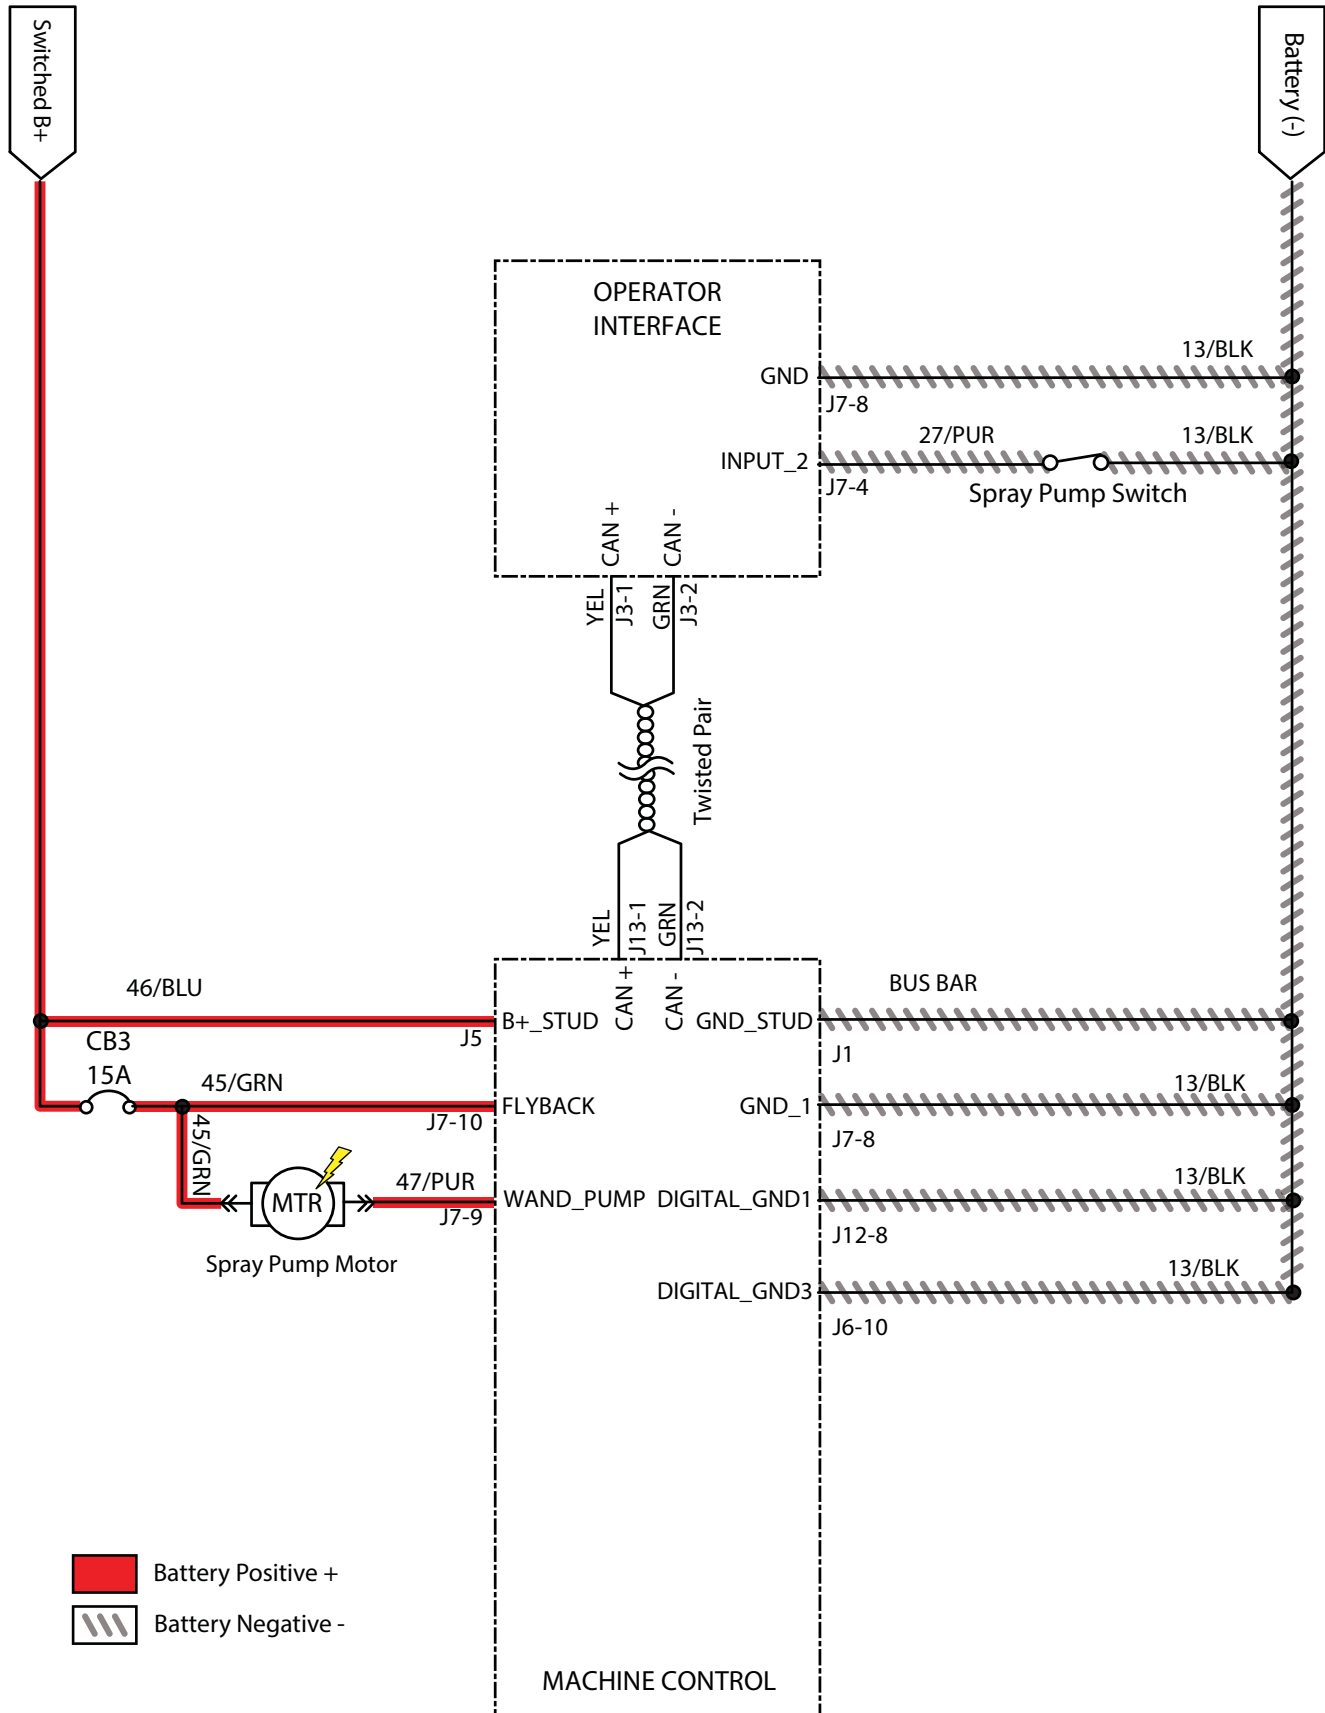 Switched B+
Battery (-)
OPERATOR
INTERFACE
GND
13/BLK
J7-8
INPUT_2
27/PUR
13/BLK
J7-4
Spray Pump Switch
CAN +
CAN -
YEL
J3-1
GRN
J3-2
Twisted Pair
YEL
J13-1
GRN
J13-2
CAN +
CAN -
46/BLU
J5
B+_STUD
GND_STUD
BUS BAR
J1
CB3
15A
45/GRN
J7-10
FLYBACK
GND_1
13/BLK
J7-8
45/GRN
MTR
47/PUR
J7-9
WAND_PUMP
DIGITAL_GND1
13/BLK
J12-8
Spray Pump Motor
DIGITAL_GND3
13/BLK
J6-10
Battery Positive +
Battery Negative -
MACHINE CONTROL